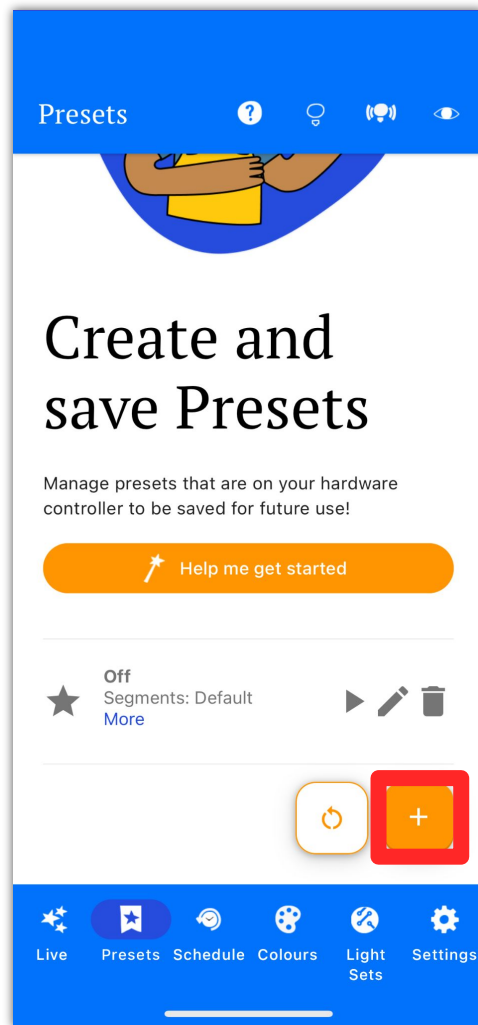 Presets
Create and
save Presets
Manage presets that are on your hardware
controller to be saved for future use!
Help me get started
Off
Segments: Default
More
+
Live Presets Schedule Colours Light Sets Settings